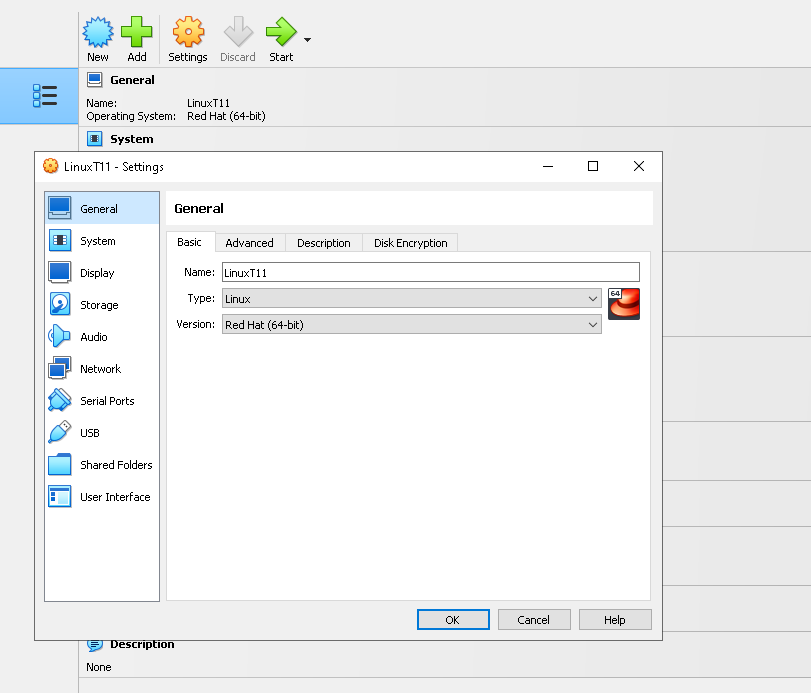 New Add Settings Discard Start
General
Name: LinuxT11
Operating System: Red Hat (64-bit)
System
LinuxT11 - Settings
General
System
Display
Storage
Audio
Network
Serial Ports
USB
Shared Folders
User Interface
General
Basic Advanced Description Disk Encryption
Name: LinuxT11
Type: Linux
64
Version: Red Hat (64-bit)
OK Cancel Help
Description
None